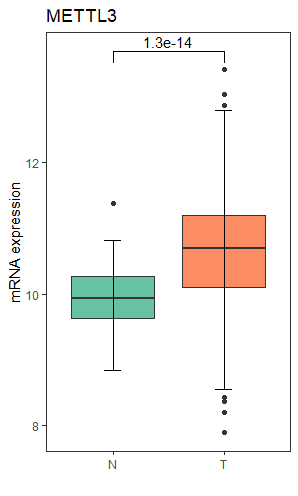 METTL3
1.3e-14
12
10
8
mRNA expression
N
T